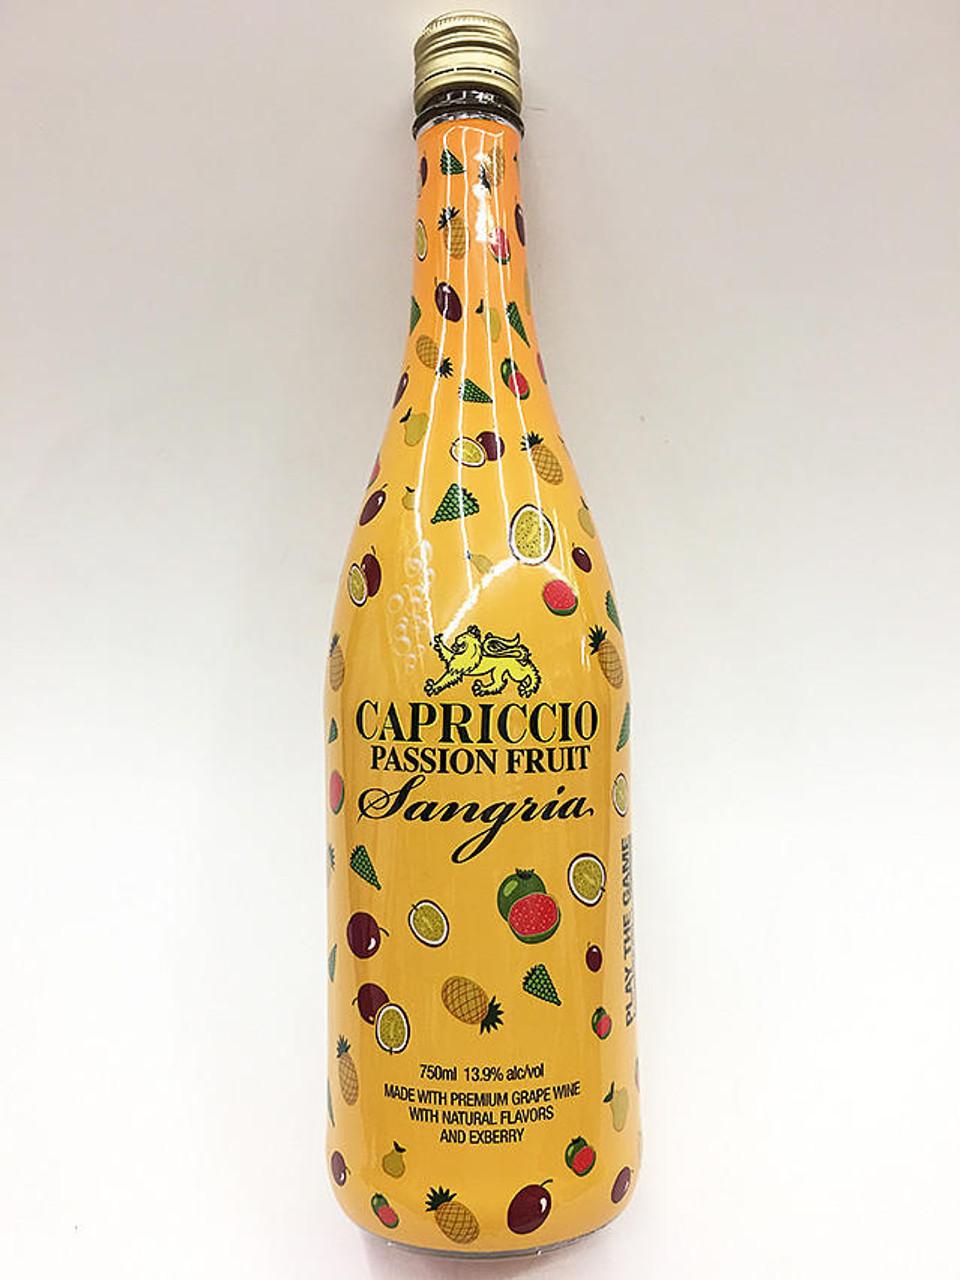 CAPRICCIO
PASSION FRUIT
Sangria
PLAY THE GAME
750ml 13.9% alc/vol
MADE WITH PREMIUM GRAPE WINE
WITH NATURAL FLAVORS
AND EXBERRY